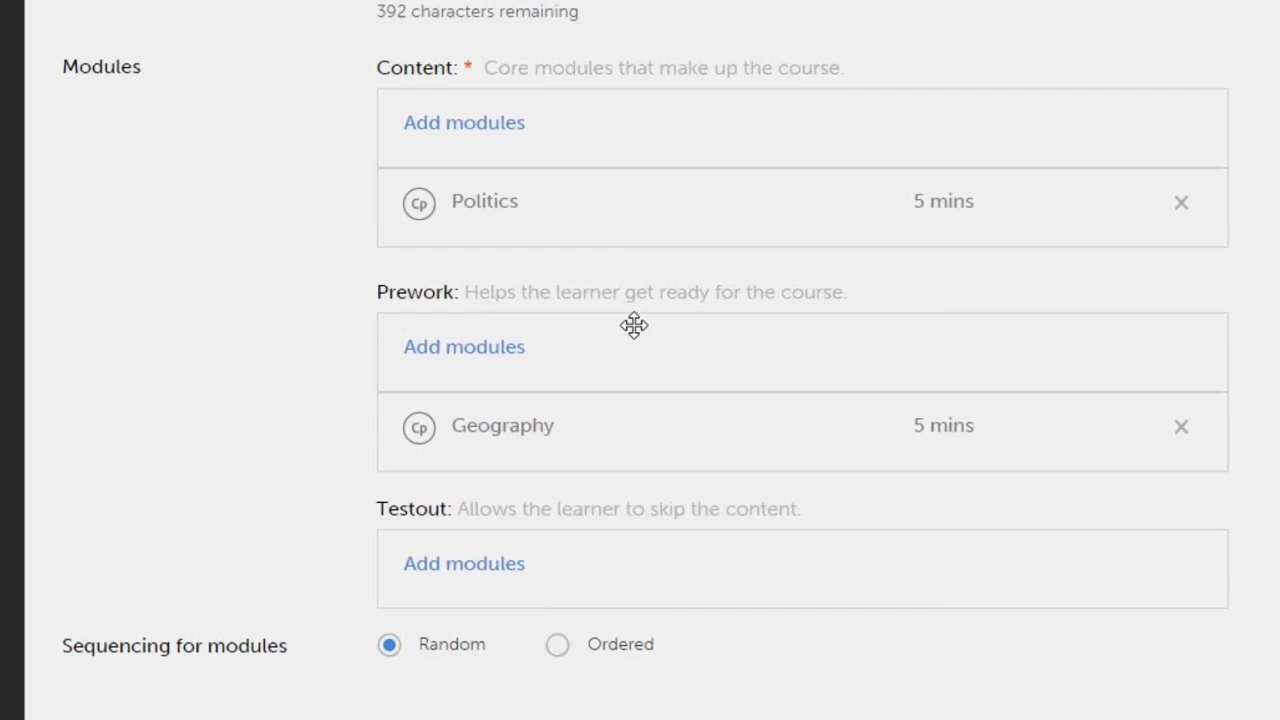 392 characters remaining
Modules
Content: * Core modules that make up the course.
Add modules
Cp Politics 5 mins
Prework: Helps the learner get ready for the course.
Add modules
Cp Geography 5 mins
Testout: Allows the learner to skip the content.
Add modules
Sequencing for modules Random Ordered